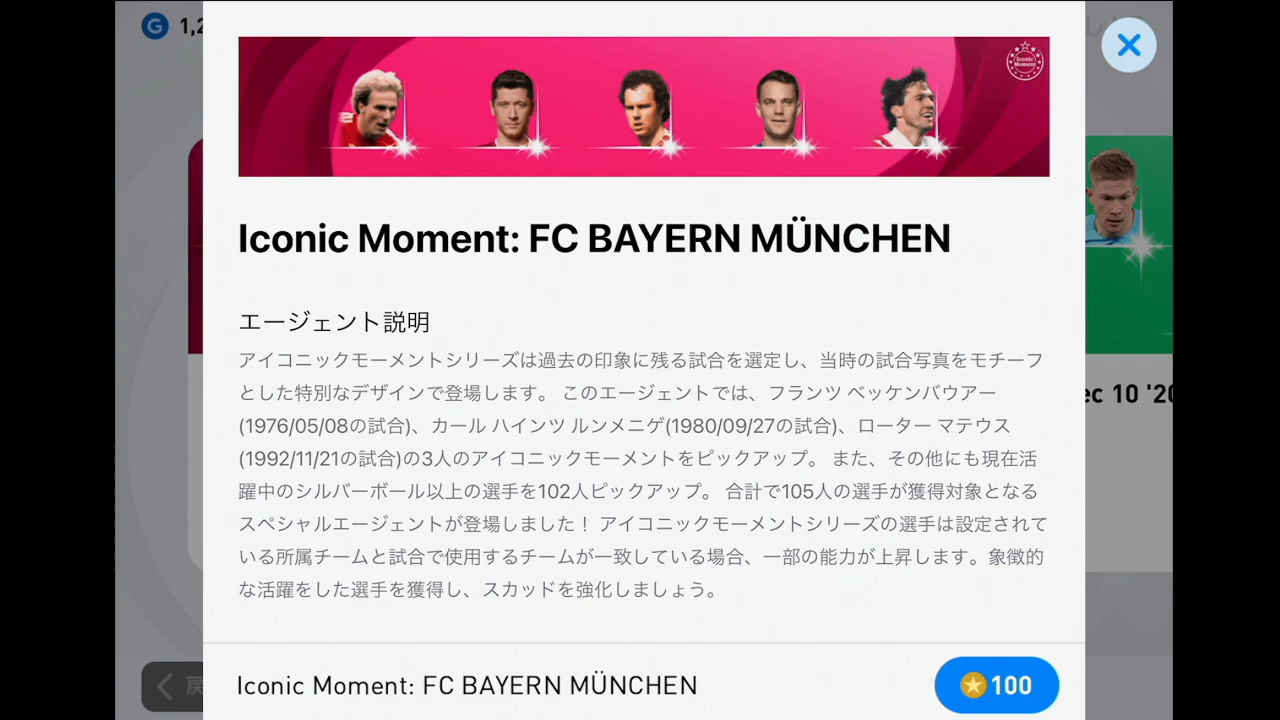 1,2
Iconic
Moment
Iconic Moment: FC BAYERN MÜNCHEN
エージェント説明
アイコニックモーメントシリーズは過去の印象に残る試合を選定し、当時の試合写真をモチーフ
とした特別なデザインで登場します。 このエージェントでは、フランツ ベッケンバウアー
(1976/05/08の試合)、カール ハインツ ルンメニゲ(1980/09/27の試合)、ローター マテウス
(1992/11/21の試合)の3人のアイコニックモーメントをピックアップ。 また、その他にも現在活
躍中のシルバーボール以上の選手を102人ピックアップ。 合計で105人の選手が獲得対象となる
スペシャルエージェントが登場しました！ アイコニックモーメントシリーズの選手は設定されて
いる所属チームと試合で使用するチームが一致している場合、一部の能力が上昇します。象徴的
な活躍をした選手を獲得し、スカッドを強化しましょう。
ec 10 '20
戻
Iconic Moment: FC BAYERN MÜNCHEN
100